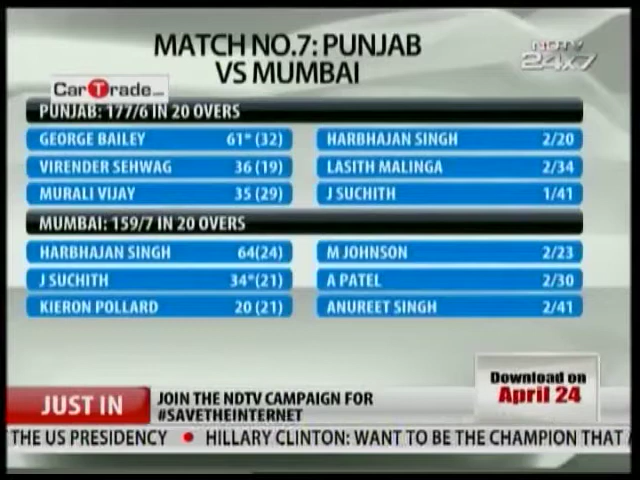 MATCH NO.7: PUNJAB
VS MUMBAI
NDTV
24x7
CarTrade.com
PUNJAB: 177/6 IN 20 OVERS
GEORGE BAILEY 61* (32) HARBHAJAN SINGH 2/20
VIRENDER SEHWAG 36 (19) LASITH MALINGA 2/34
MURALI VIJAY 35 (29) J SUCHITH 1/41
MUMBAI: 159/7 IN 20 OVERS
HARBHAJAN SINGH 64(24) M JOHNSON 2/23
J SUCHITH 34*(21) A PATEL 2/30
KIERON POLLARD 20 (21) ANUREET SINGH 2/41
Download on
April 24
JUST IN
JOIN THE NDTV CAMPAIGN FOR
#SAVETHEINTERNET
THE US PRESIDENCY • HILLARY CLINTON: WANT TO BE THE CHAMPION THAT